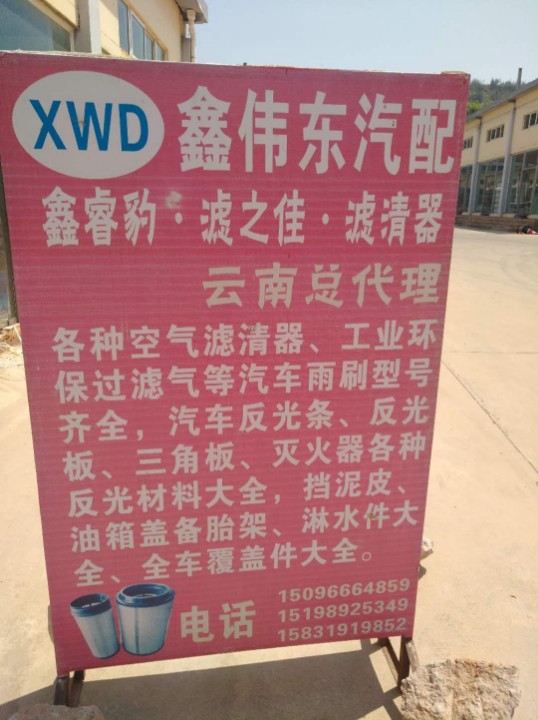 XWD 鑫伟东汽配
鑫睿豹·滤之佳·滤清器
云南总代理
各种空气滤清器、工业环
保过滤气等汽车雨刷型号
齐全，汽车反光条、反光
板、三角板、灭火器各种
反光材料大全，挡泥皮、
油箱盖备胎架、淋水件大
全、全车覆盖件大全。
电话
15096664859
15198925349
15831919852